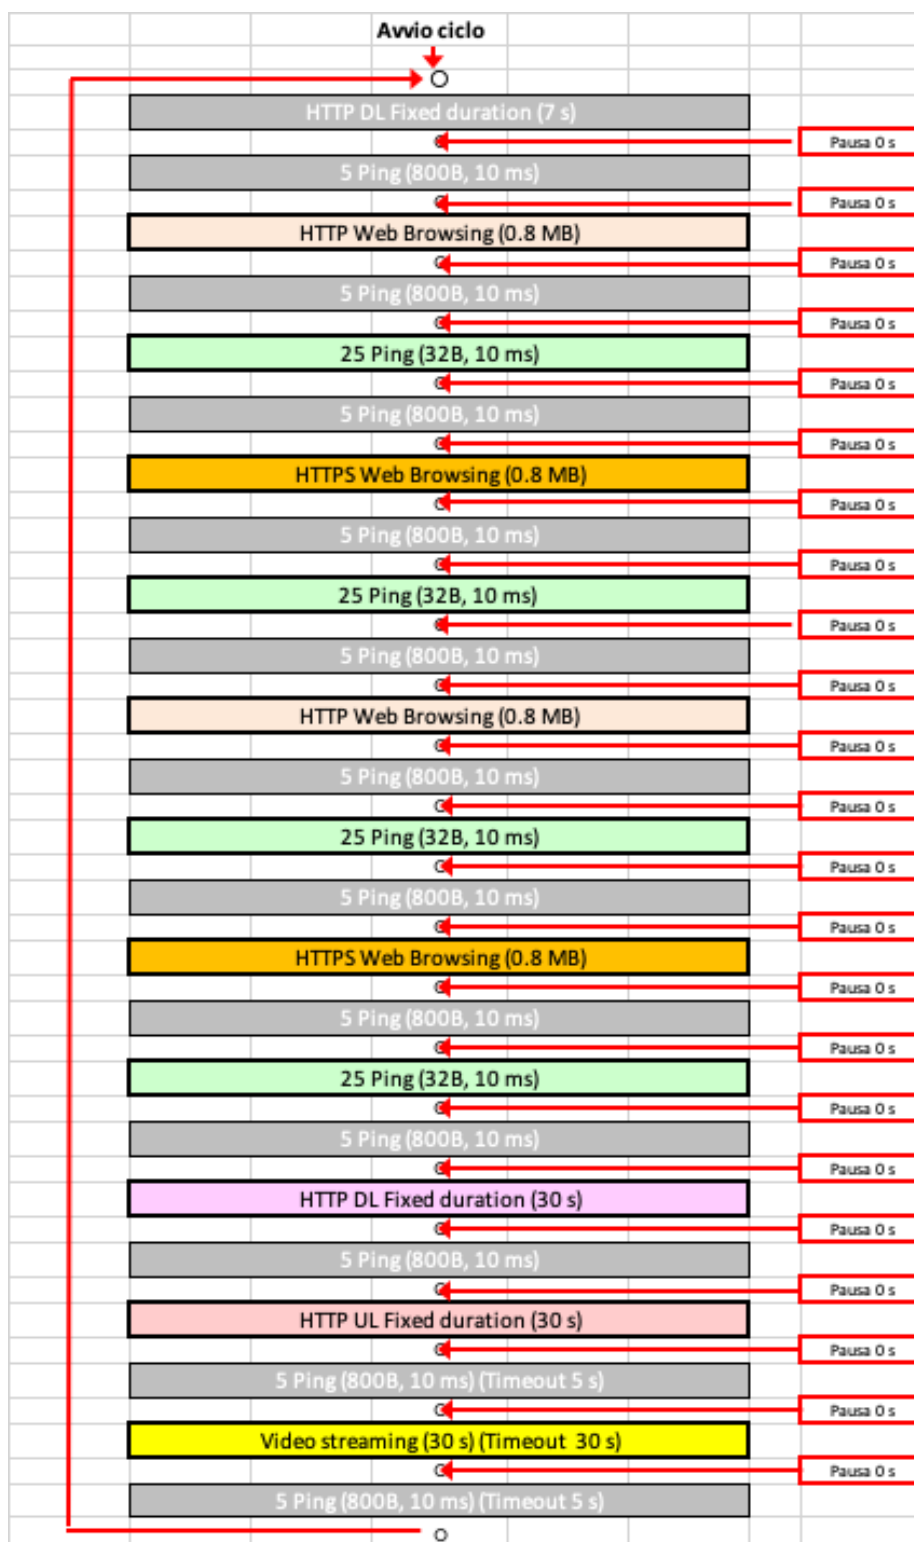 Avvio ciclo
HTTP DL Fixed duration (7 s)
Pausa 0 s
5 Ping (800B, 10 ms)
Pausa 0 s
HTTP Web Browsing (0.8 MB)
Pausa 0 s
5 Ping (800B, 10 ms)
Pausa 0 s
25 Ping (32B, 10 ms)
Pausa 0 s
5 Ping (800B, 10 ms)
Pausa 0 s
HTTPS Web Browsing (0.8 MB)
Pausa 0 s
5 Ping (800B, 10 ms)
Pausa 0 s
25 Ping (32B, 10 ms)
Pausa 0 s
5 Ping (800B, 10 ms)
Pausa 0 s
HTTP Web Browsing (0.8 MB)
Pausa 0 s
5 Ping (800B, 10 ms)
Pausa 0 s
25 Ping (32B, 10 ms)
Pausa 0 s
5 Ping (800B, 10 ms)
Pausa 0 s
HTTPS Web Browsing (0.8 MB)
Pausa 0 s
5 Ping (800B, 10 ms)
Pausa 0 s
25 Ping (32B, 10 ms)
Pausa 0 s
5 Ping (800B, 10 ms)
Pausa 0 s
HTTP DL Fixed duration (30 s)
Pausa 0 s
5 Ping (800B, 10 ms)
Pausa 0 s
HTTP UL Fixed duration (30 s)
Pausa 0 s
5 Ping (800B, 10 ms) (Timeout 5 s)
Pausa 0 s
Video streaming (30 s) (Timeout 30 s)
Pausa 0 s
5 Ping (800B, 10 ms) (Timeout 5 s)